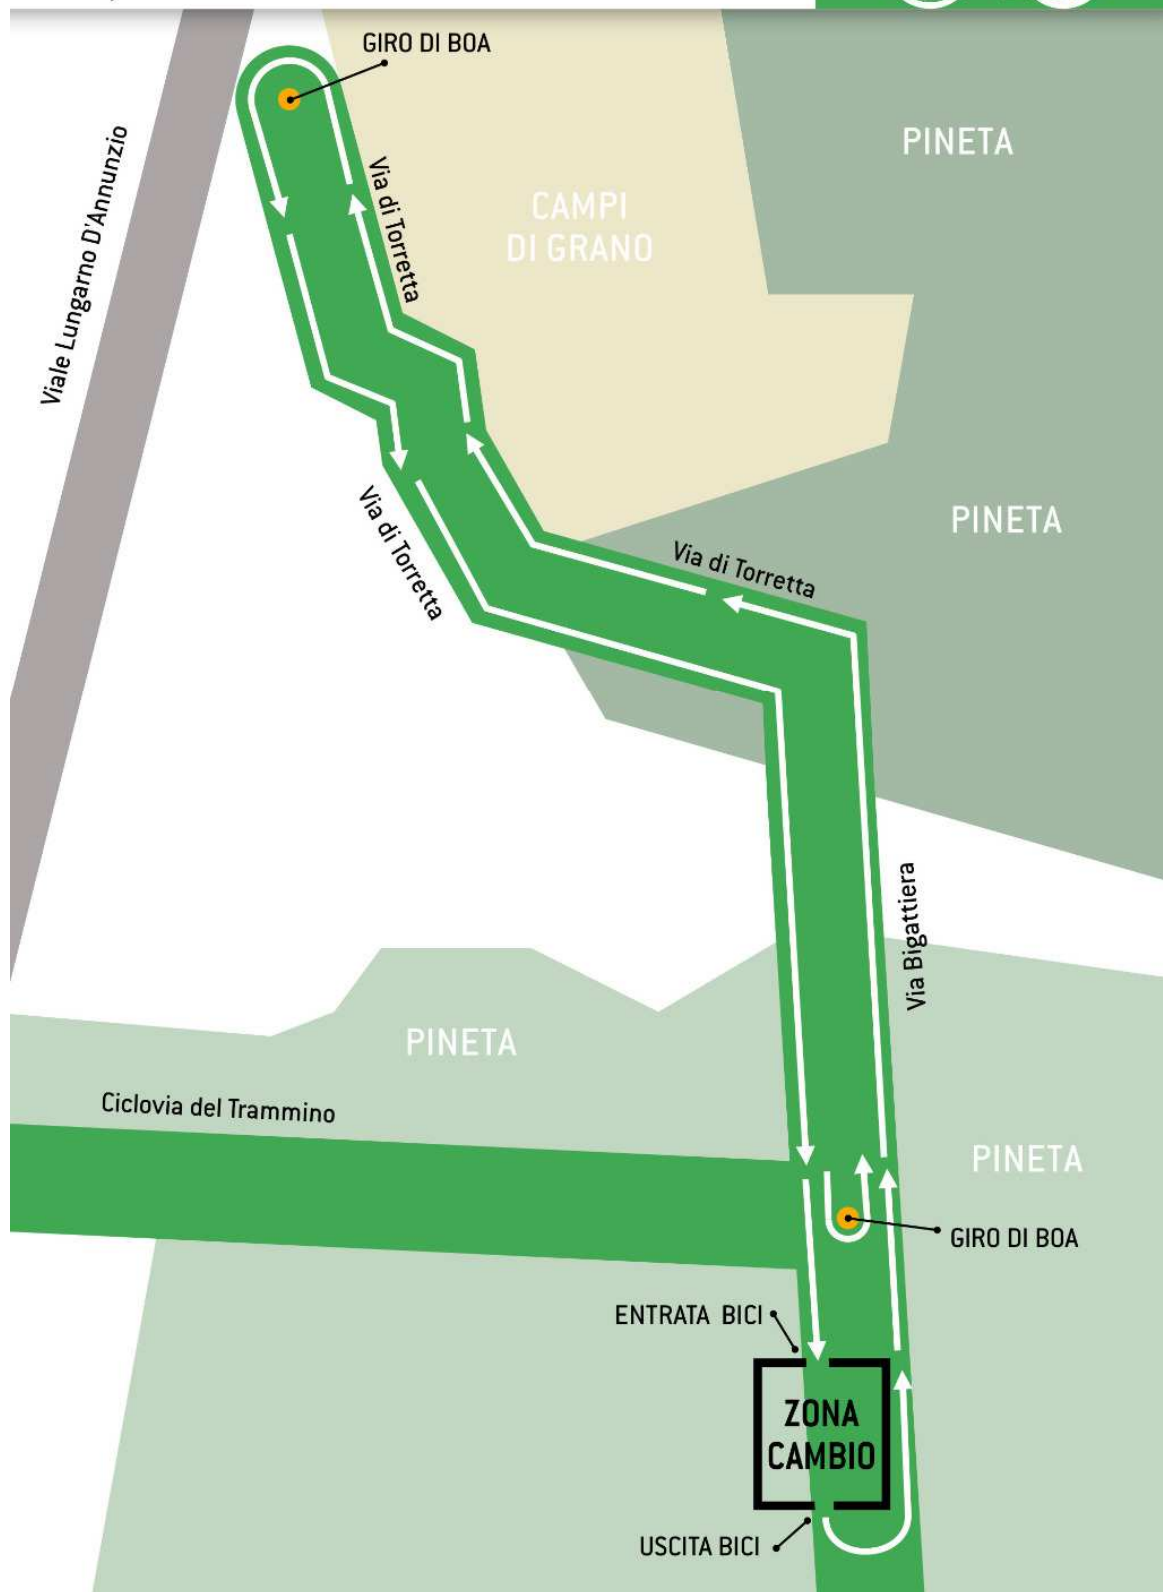 GIRO DI BOA
PINETA
Viale Lungarno D'Annunzio
Via di Torretta
CAMPI
DI GRANO
Via di Torretta
PINETA
Via di Torretta
Via Bigattiera
PINETA
Ciclovia del Trammino
PINETA
GIRO DI BOA
ENTRATA BICI
ZONA
CAMBIO
USCITA BICI